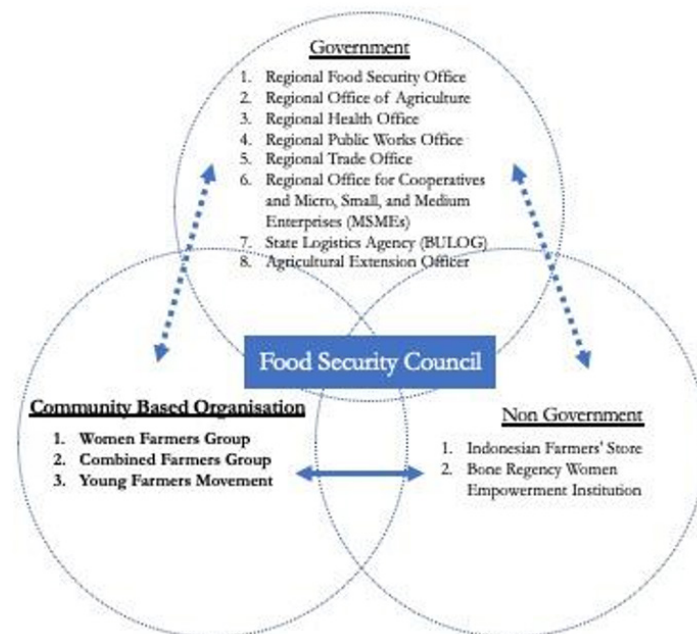 Government
1. Regional Food Security Office
2. Regional Office of Agriculture
3. Regional Health Office
4. Regional Public Works Office
5. Regional Trade Office
6. Regional Office for Cooperatives
and Micro, Small, and Medium
Enterprises (MSMEs)
7. State Logistics Agency (BULOG)
8. Agricultural Extension Officer
Food Security Council
Community Based Organisation
1. Women Farmers Group
2. Combined Farmers Group
3. Young Farmers Movement
Non Government
1. Indonesian Farmers' Store
2. Bone Regency Women
Empowerment Institution